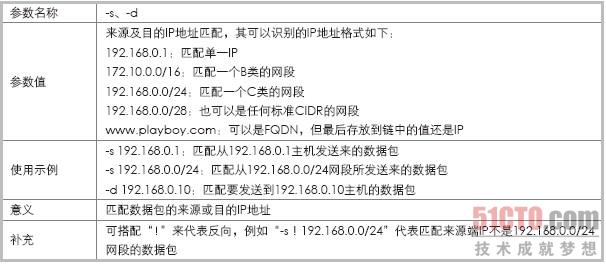 参数名称 -s、-d
参数值
来源及目的IP地址匹配，其可以识别的IP地址格式如下：
192.168.0.1：匹配单一IP
172.10.0.0/16：匹配一个B类的网段
192.168.0.0/24：匹配一个C类的网段
192.168.0.0/28：也可以是任何标准CIDR的网段
www.playboy.com：可以是FQDN，但最后存放到链中的值还是IP
使用示例
-s 192.168.0.1：匹配从192.168.0.1主机发送来的数据包
-s 192.168.0.0/24：匹配从192.168.0.0/24网段所发送来的数据包
-d 192.168.0.10：匹配要发送到192.168.0.10主机的数据包
意义 匹配数据包的来源或目的IP地址
补充
可搭配“!”来代表反向，例如“-s ! 192.168.0.0/24”代表匹配来源端IP不是192.168.0.0/24
网段的数据包
51CTO.com
技术成就梦想